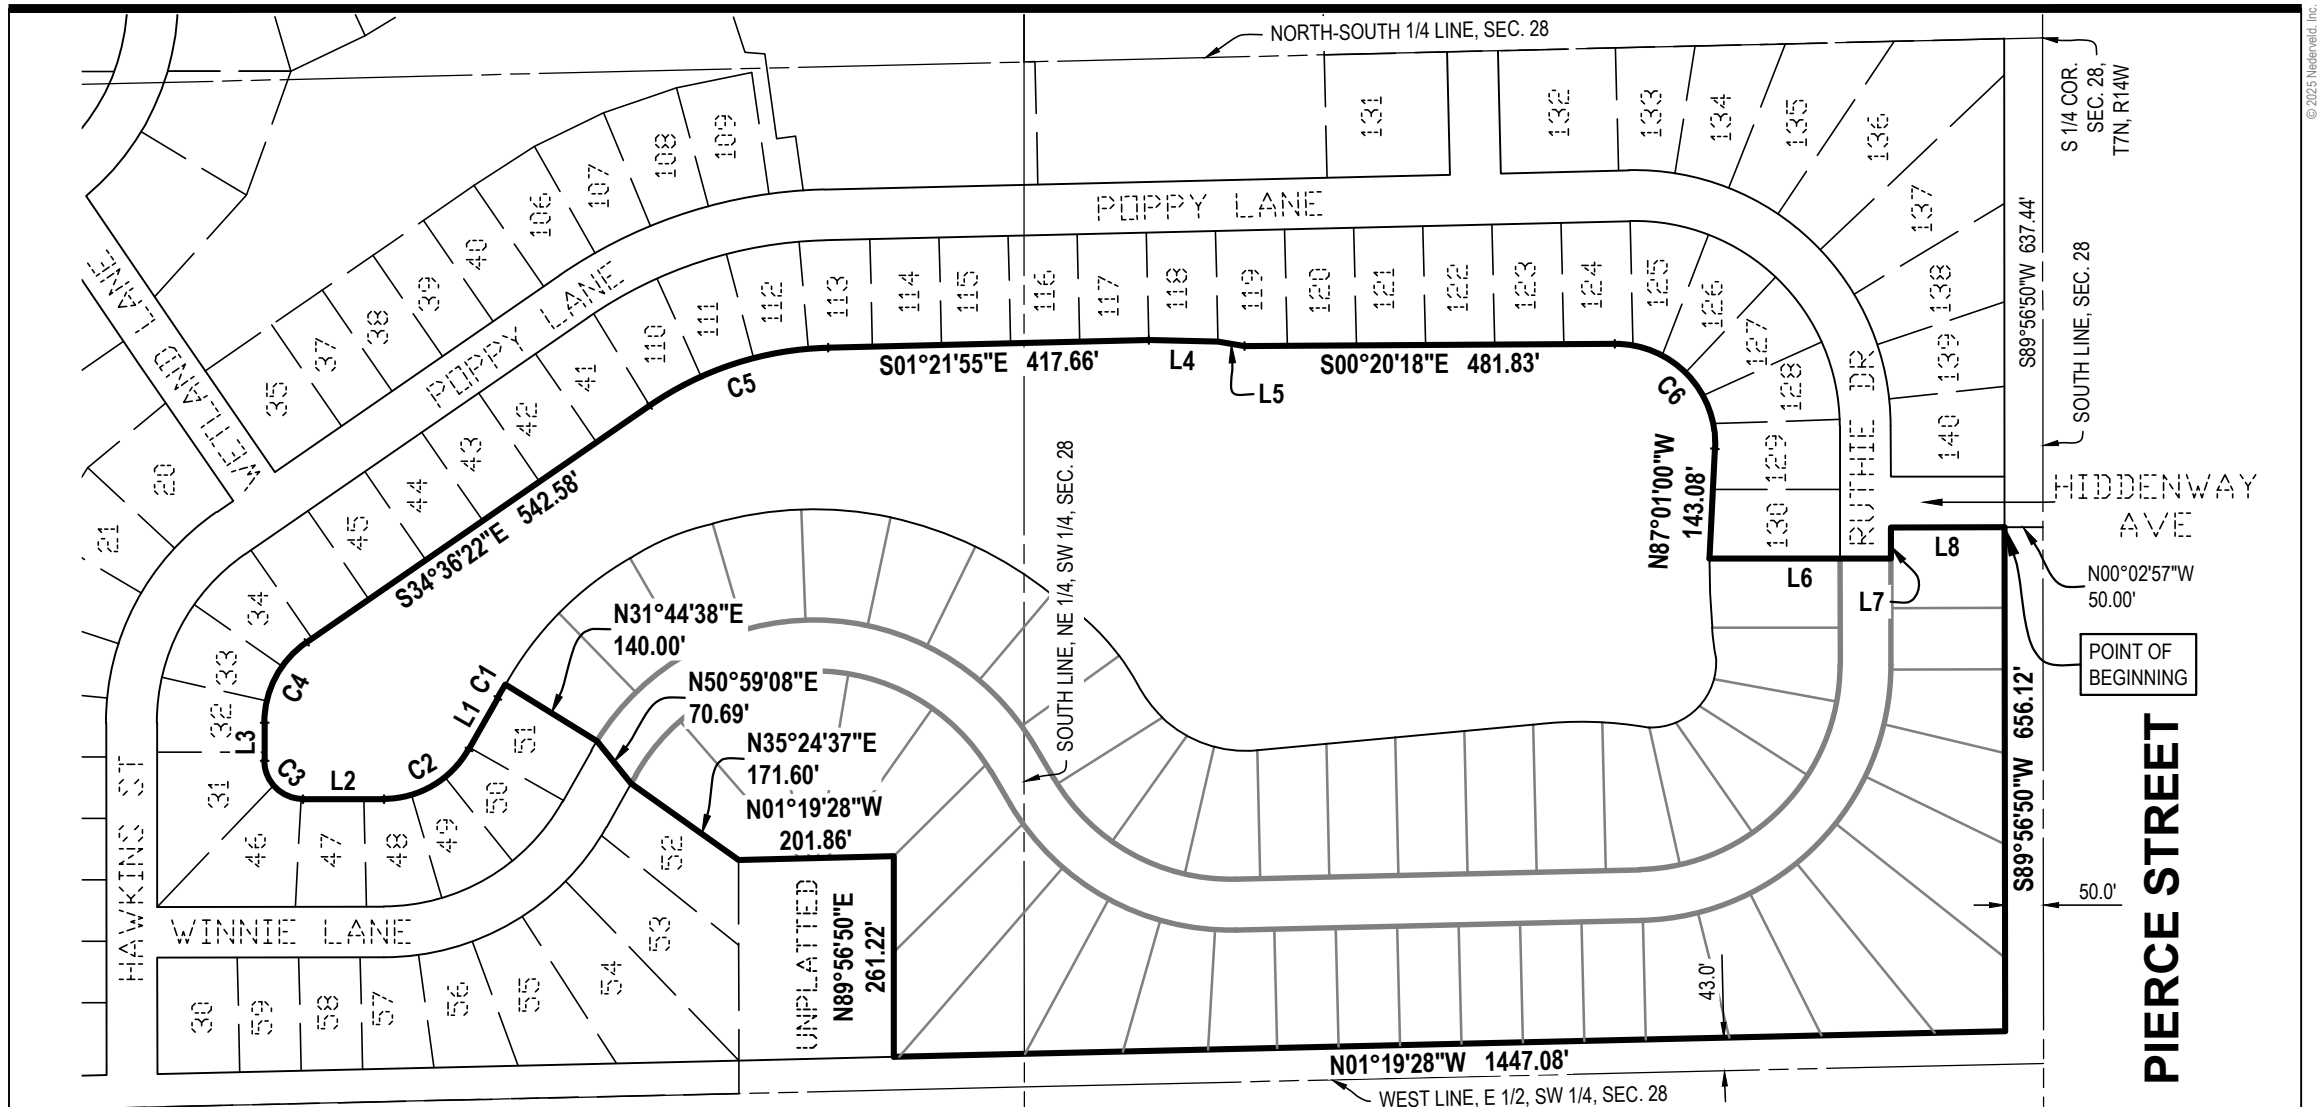 © 2025 Nederveld, Inc.
NORTH-SOUTH 1/4 LINE, SEC. 28
S 1/4 COR.
SEC. 28,
T7N, R14W
109
108
107
106
40
39
38
37
35
131
132
133
134
135
136
137
138
139
140
POPPY LANE
WETLAND LANE
POPPY LANE
20
21
110
111
112
113
114
115
116
117
118
119
120
121
122
123
124
125
126
127
128
129
130
41
42
43
44
45
34
33
32
31
S89°56'50"W 637.44'
SOUTH LINE, SEC. 28
RUTHIE DR
HIDDENWAY
AVE
C5
S01°21'55"E 417.66'
L4
L5
S00°20'18"E 481.83'
C6
N87°01'00"W
143.08'
S34°36'22"E 542.58'
SOUTH LINE, NE 1/4, SW 1/4, SEC. 28
L6
L7
L8
N00°02'57"W
50.00'
POINT OF
BEGINNING
N31°44'38"E
140.00'
N50°59'08"E
70.69'
N35°24'37"E
171.60'
N01°19'28"W
201.86'
C4
C1
L1
L3
C3
L2
C2
51
50
49
48
47
46
52
53
54
55
56
57
58
59
30
HAWKINS ST
WINNIE LANE
UNPLATTED
N89°56'50"E
261.22'
S89°56'50"W 656.12'
50.0'
PIERCE STREET
43.0'
N01°19'28"W 1447.08'
WEST LINE, E 1/2, SW 1/4, SEC. 28